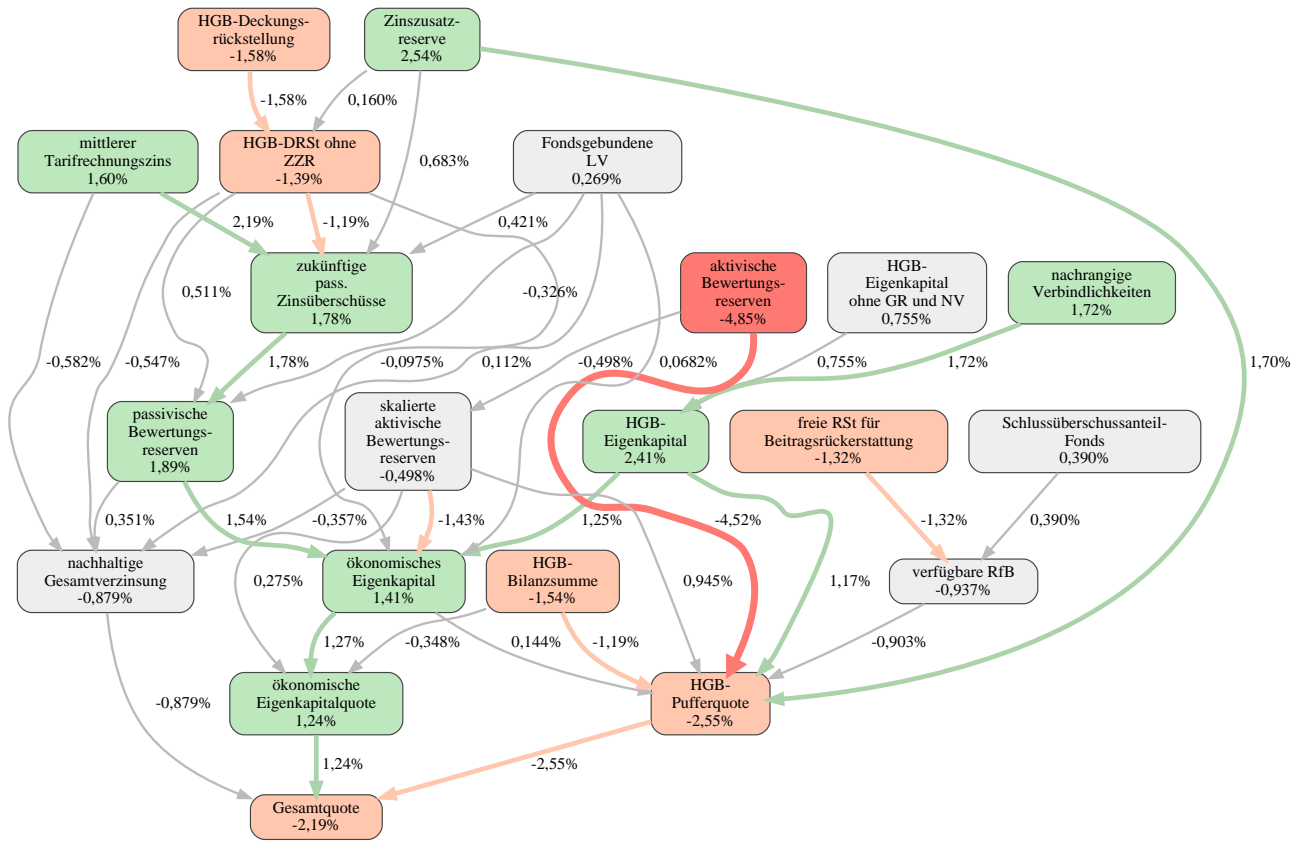 HGB-Deckungs-
rückstellung
-1,58%
Zinszusatz-
reserve
2,54%
-1,58%
0,160%
mittlerer
Tarifrechnungszins
1,60%
HGB-DRSt ohne
ZZR
-1,39%
0,683%
Fondsgebundene
LV
0,269%
2,19%
-1,19%
0,421%
zukünftige
pass.
Zinsüberschüsse
1,78%
0,511%
-0,326%
aktivische
Bewertungs-
reserven
-4,85%
HGB-
Eigenkapital
ohne GR und NV
0,755%
nachrangige
Verbindlichkeiten
1,72%
-0,582%
-0,547%
1,78%
-0,0975%
0,112%
-0,498%
0,0682%
0,755%
1,72%
1,70%
passivische
Bewertungs-
reserven
1,89%
skalierte
aktivische
Bewertungs-
reserven
-0,498%
HGB-
Eigenkapital
2,41%
freie RSt für
Beitragsrückerstattung
-1,32%
Schlussüberschussanteil-
Fonds
0,390%
0,351%
1,54%
-0,357%
-1,43%
1,25%
-4,52%
-1,32%
0,390%
nachhaltige
Gesamtverzinsung
-0,879%
0,275%
ökonomisches
Eigenkapital
1,41%
HGB-
Bilanzsumme
-1,54%
0,945%
1,17%
verfügbare RfB
-0,937%
1,27%
-0,348%
0,144%
-1,19%
-0,903%
-0,879%
ökonomische
Eigenkapitalquote
1,24%
HGB-
Pufferquote
-2,55%
1,24%
-2,55%
Gesamtquote
-2,19%